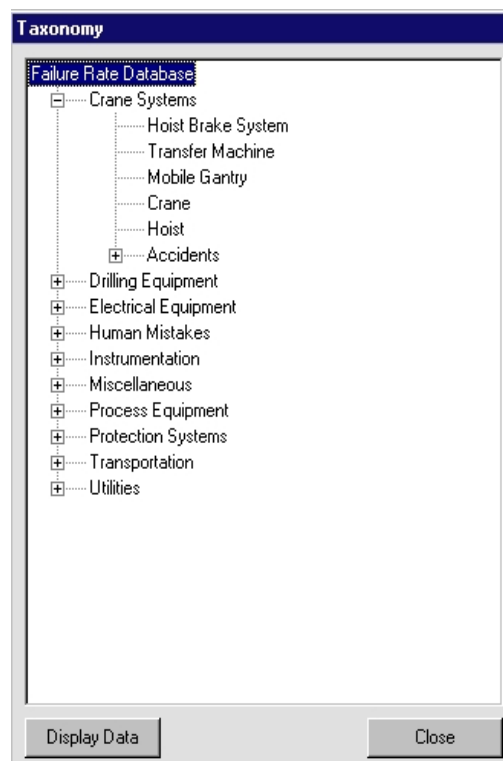 Taxonomy
Failure Rate Database
Crane Systems
Hoist Brake System
Transfer Machine
Mobile Gantry
Crane
Hoist
Accidents
Drilling Equipment
Electrical Equipment
Human Mistakes
Instrumentation
Miscellaneous
Process Equipment
Protection Systems
Transportation
Utilities
Display Data
Close